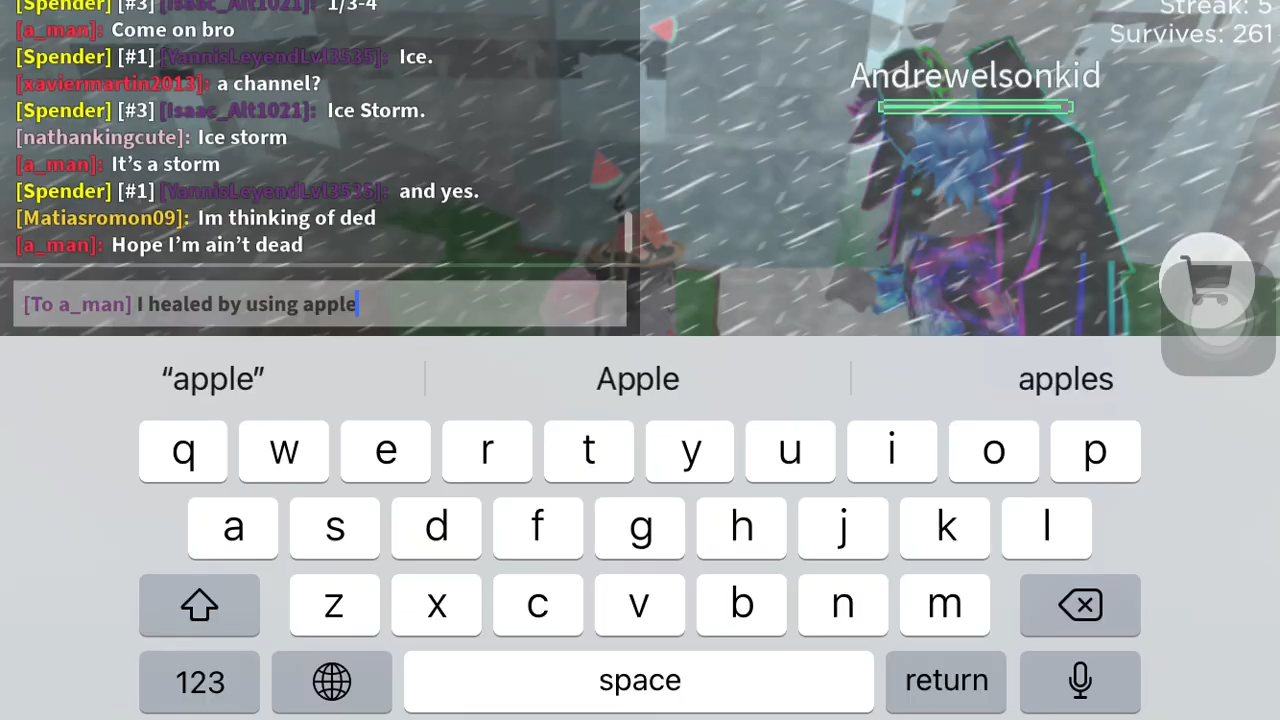 [Spender] [#3] [Isaac_Alt1021]: 1/3-4
[a_man]: Come on bro
[Spender] [#1] [YannisLeyendLvl3535]: Ice.
[xaviermartin2013]: a channel?
[Spender] [#3] [Isaac_Alt1021]: Ice Storm.
[nathankingcute]: Ice storm
[a_man]: It’s a storm
[Spender] [#1] [YannisLeyendLvl3535]: and yes.
[Matiasromon09]: Im thinking of ded
[a_man]: Hope I’m ain’t dead
[To a_man] I healed by using apple
Streak: 5
Survives: 261
Andrewelsonkid
“apple” Apple apples
q w e r t y u i o p
a s d f g h j k l
z x c v b n m
123 space return